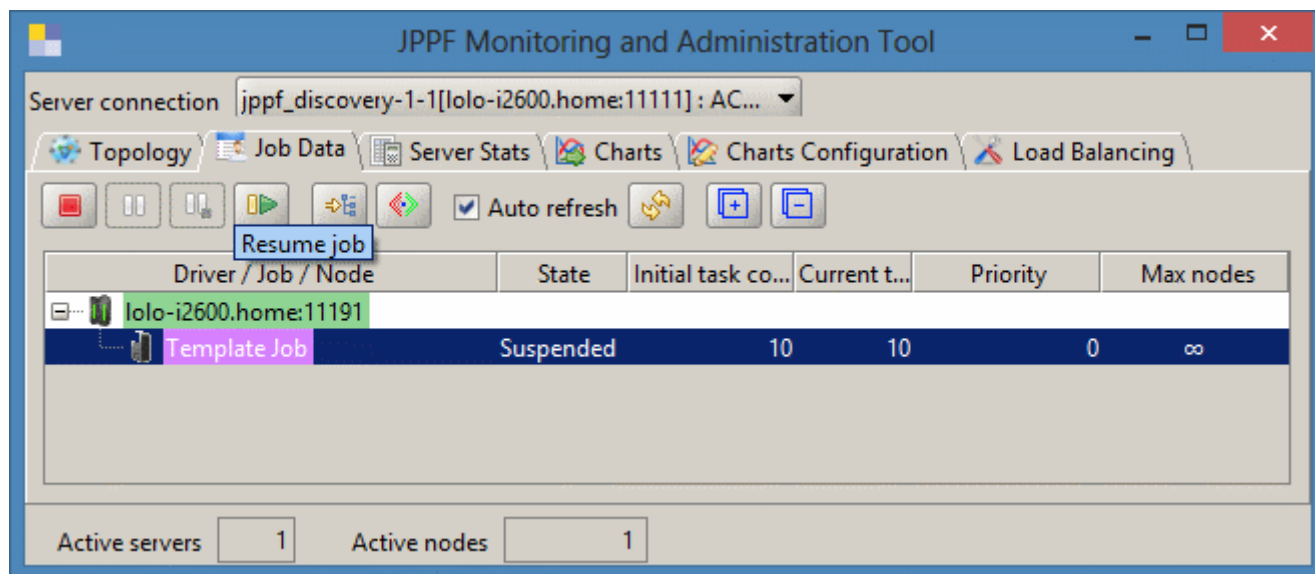 JPPF Monitoring and Administration Tool
Server connection jppf_discovery-1-1[lolo-i2600.home:11111] : AC...
Topology Job Data Server Stats Charts Charts Configuration Load Balancing
Auto refresh
Resume job
Driver / Job / Node State Initial task co... Current t... Priority Max nodes
lolo-i2600.home:11191
Template Job Suspended 10 10 0 ∞
Active servers 1 Active nodes 1